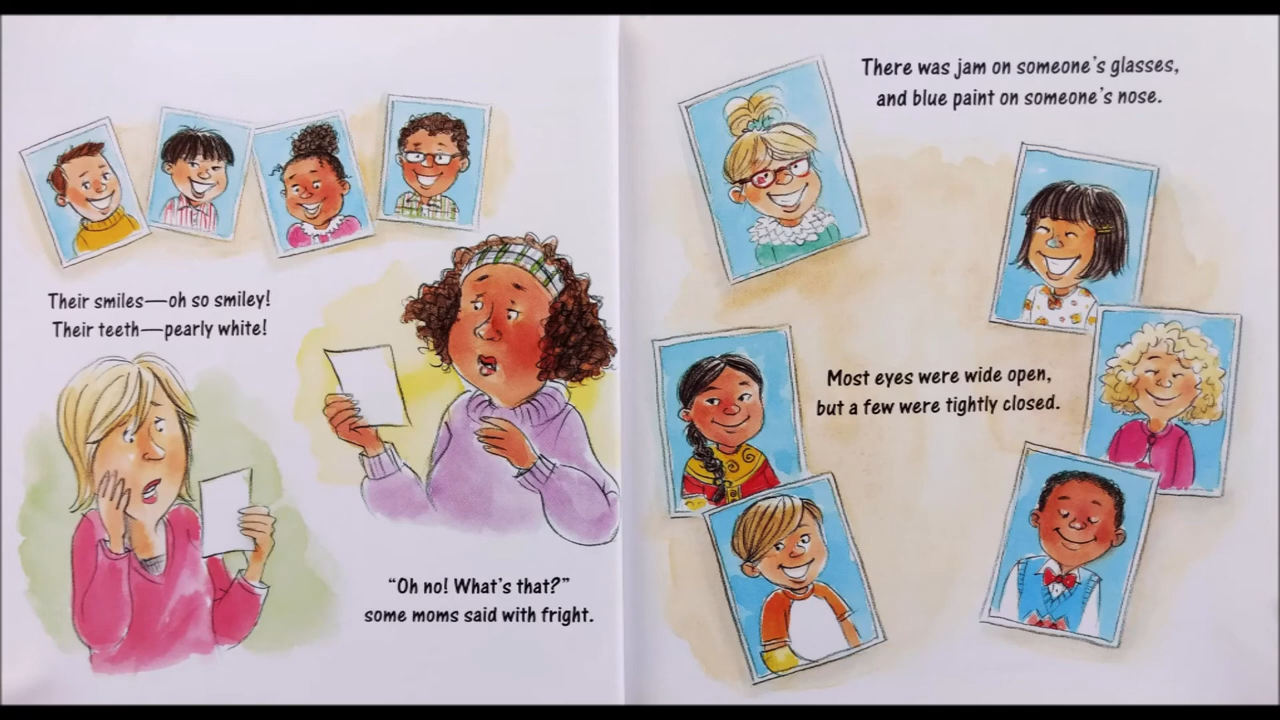 Their smiles—oh so smiley!
Their teeth—pearly white!
“Oh no! What’s that?”
some moms said with fright.
There was jam on someone’s glasses,
and blue paint on someone’s nose.
Most eyes were wide open,
but a few were tightly closed.